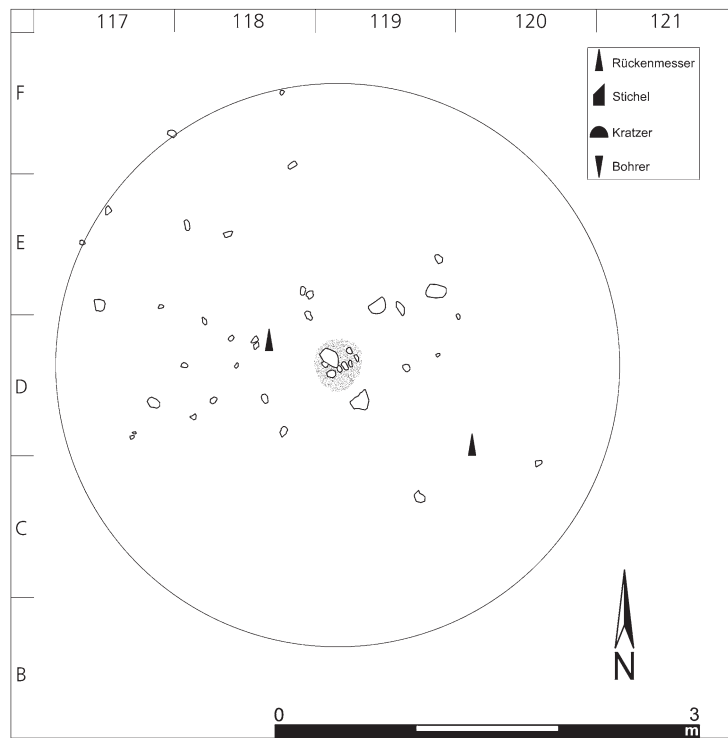 117 118 119 120 121
F
E
D
C
B
Rückenmesser
Stichel
Kratzer
Bohrer
N
0 3
m